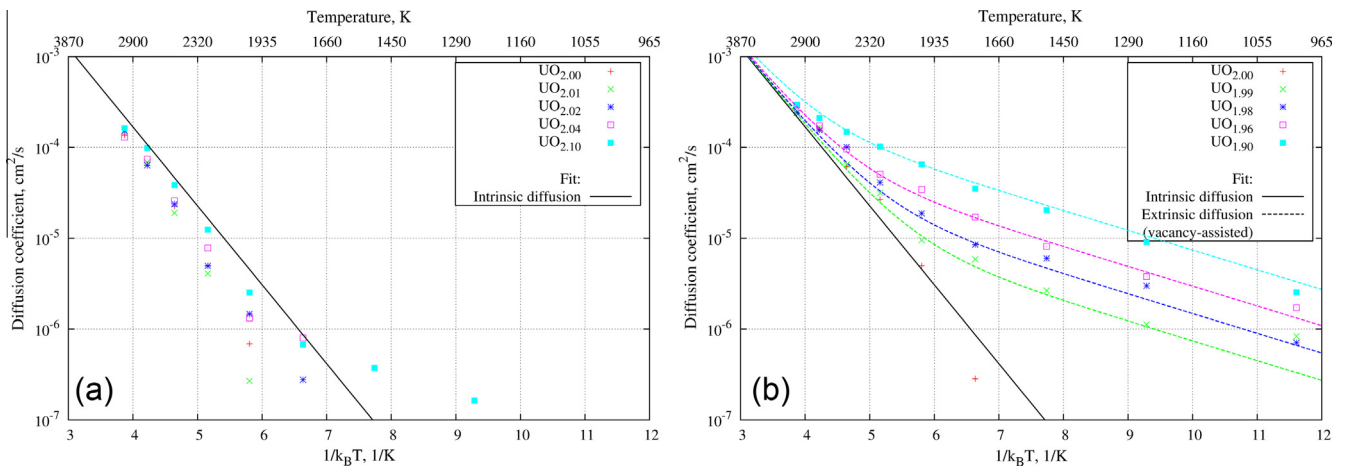 Temperature, K
3870 2900 2320 1935 1660 1450 1290 1160 1055 965
10-3
10-4
10-5
10-6
10-7
Diffusion coefficient, cm2/s
UO2.00
UO2.01
UO2.02
UO2.04
UO2.10
Fit:
Intrinsic diffusion
(a)
3 4 5 6 7 8 9 10 11 12
1/kBT, 1/K
Temperature, K
3870 2900 2320 1935 1660 1450 1290 1160 1055 965
10-3
10-4
10-5
10-6
10-7
Diffusion coefficient, cm2/s
UO2.00
UO1.99
UO1.98
UO1.96
UO1.90
Fit:
Intrinsic diffusion
Extrinsic diffusion
(vacancy-assisted)
(b)
3 4 5 6 7 8 9 10 11 12
1/kBT, 1/K